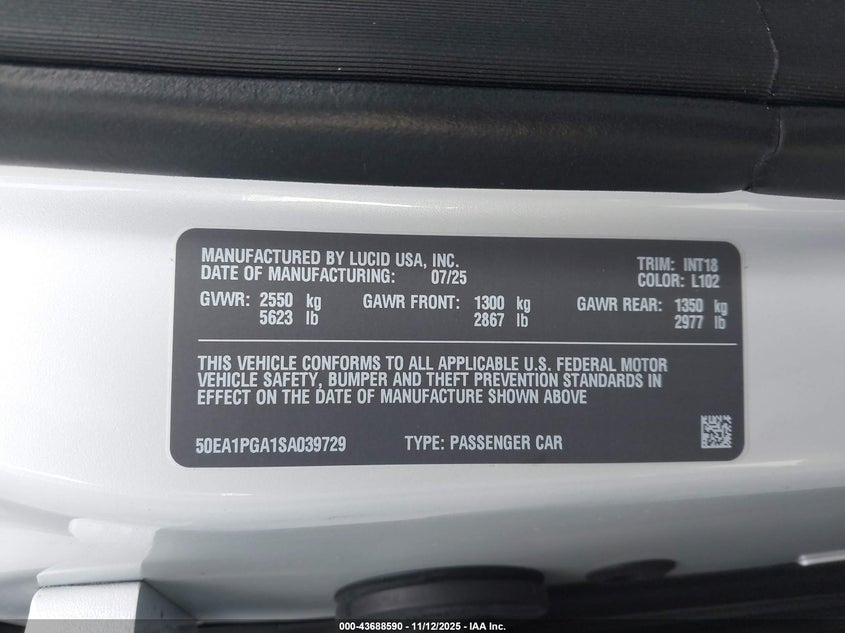 MANUFACTURED BY LUCID USA, INC.
DATE OF MANUFACTURING: 07/25
TRIM: INT18
COLOR: L102
GVWR: 2550 kg GAWR FRONT: 1300 kg GAWR REAR: 1350 kg
5623 lb 2867 lb 2977 lb
THIS VEHICLE CONFORMS TO ALL APPLICABLE U.S. FEDERAL MOTOR
VEHICLE SAFETY, BUMPER AND THEFT PREVENTION STANDARDS IN
EFFECT ON THE DATE OF MANUFACTURE SHOWN ABOVE
50EA1PGA1SA039729 TYPE: PASSENGER CAR
000-43688590 - 11/12/2025 - IAA Inc.